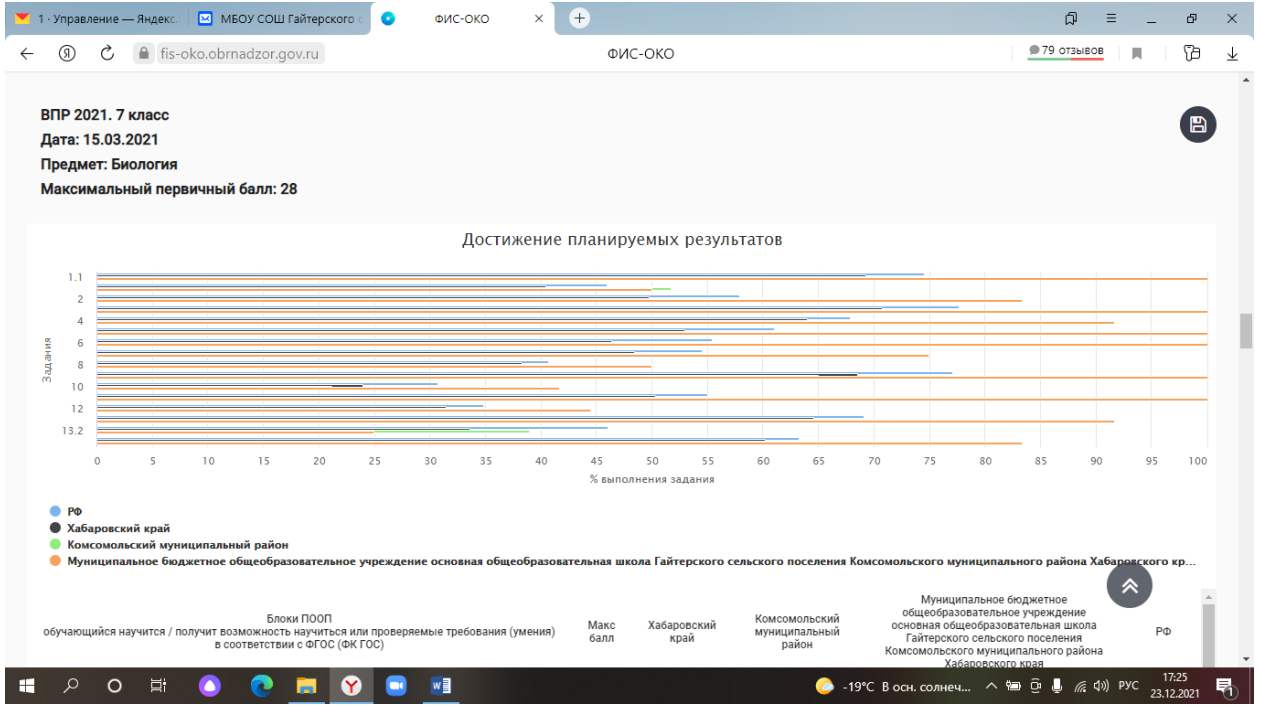 1 · Управление — Яндекс.
МБОУ СОШ Гайтерского с
ФИС-ОКО
fis-oko.obrnadzor.gov.ru
ФИС-ОКО
79 отзывов
ВПР 2021. 7 класс
Дата: 15.03.2021
Предмет: Биология
Максимальный первичный балл: 28
Достижение планируемых результатов
Задания
1.1
2
4
6
8
10
12
13.2
0 5 10 15 20 25 30 35 40 45 50 55 60 65 70 75 80 85 90 95 100
% выполнения задания
РФ
Хабаровский край
Комсомольский муниципальный район
Муниципальное бюджетное общеобразовательное учреждение основная общеобразовательная школа Гайтерского сельского поселения Комсомольского муниципального района Хабаровского кр...
Блоки ПООП
обучающийся научится / получит возможность научиться или проверяемые требования (умения)
в соответствии с ФГОС (ФК ГОС)
Макс
балл
Хабаровский
край
Комсомольский
муниципальный
район
Муниципальное бюджетное
общеобразовательное учреждение
основная общеобразовательная школа
Гайтерского сельского поселения
Комсомольского муниципального района
Хабаровского края
РФ
-19°C В осн. солнеч...
РУС
17:25
23.12.2021